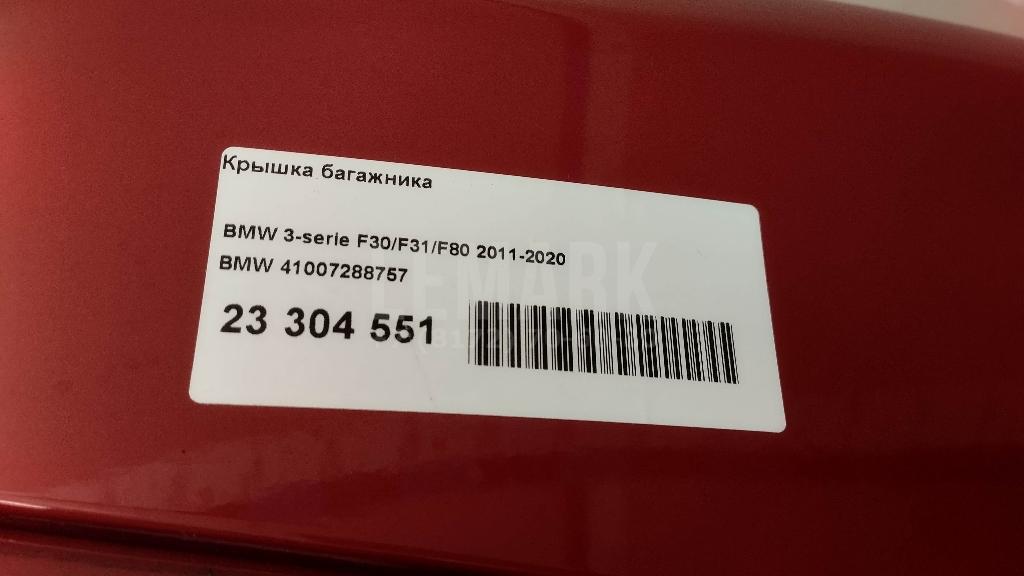 Крышка багажника
BMW 3-serie F30/F31/F80 2011-2020
BMW 41007288757
LEMARK
23 304 551